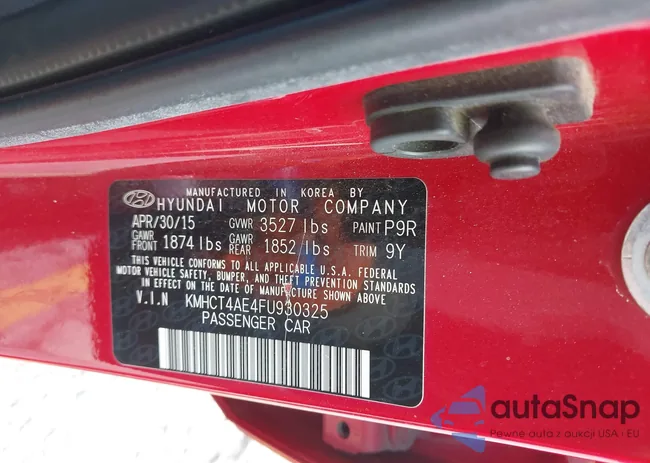 MANUFACTURED IN KOREA BY
HYUNDAI MOTOR COMPANY
APR/30/15 GVWR 3527 lbs PAINT P9R
GAWR FRONT 1874 lbs GAWR REAR 1852 lbs TRIM 9Y
THIS VEHICLE CONFORMS TO ALL APPLICABLE U.S.A. FEDERAL
MOTOR VEHICLE SAFETY, BUMPER, AND THEFT PREVENTION STANDARDS
IN EFFECT ON THE DATE OF MANUFACTURE SHOWN ABOVE.
V.I.N KMHCT4AE4FU930325
PASSENGER CAR
autaSnap
Pewne auta z aukcji USA i EU